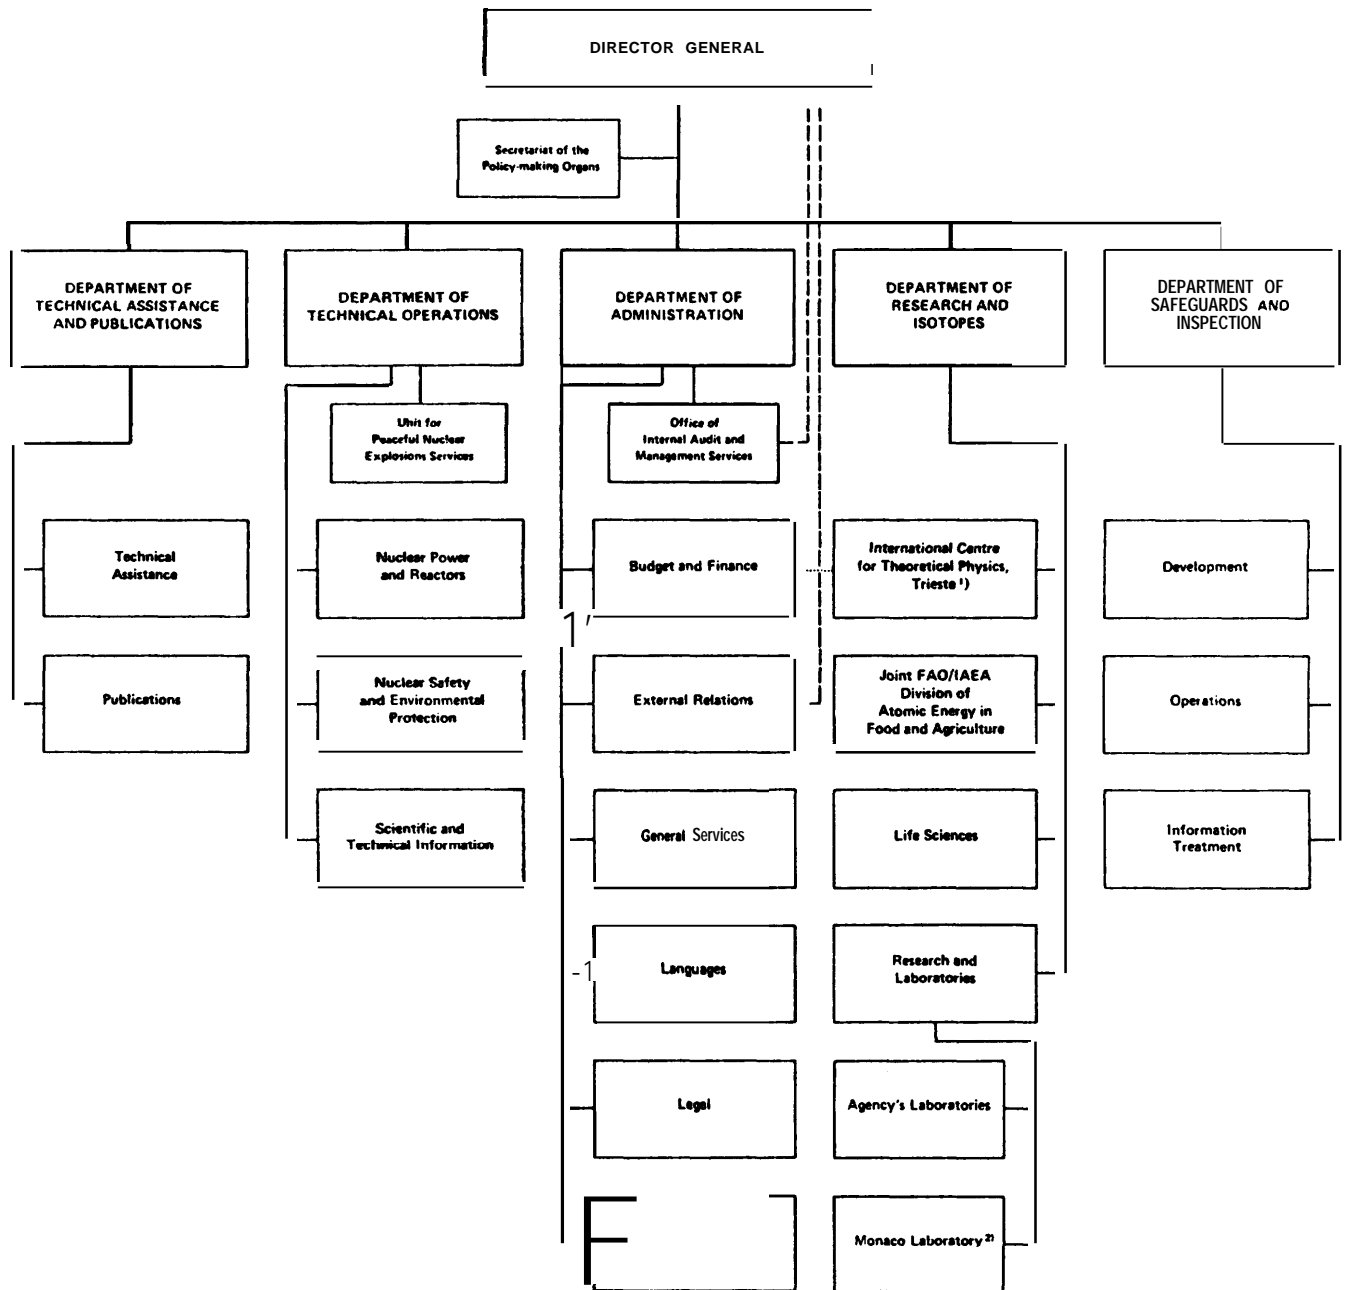 DIRECTOR GENERAL
Secretariat of the
Policy-making Organs
DEPARTMENT OF
TECHNICAL ASSISTANCE
AND PUBLICATIONS
DEPARTMENT OF
TECHNICAL OPERATIONS
DEPARTMENT OF
ADMINISTRATION
DEPARTMENT OF
RESEARCH AND
ISOTOPES
DEPARTMENT OF
SAFEGUARDS AND
INSPECTION
Unit for
Peaceful Nuclear
Explosions Services
Office of
Internal Audit and
Management Services
Technical
Assistance
Nuclear Power
and Reactors
Budget and Finance
International Centre
for Theoretical Physics,
Trieste 1)
Development
1'
Publications
Nuclear Safety
and Environmental
Protection
External Relations
Joint FAO/IAEA
Division of
Atomic Energy in
Food and Agriculture
Operations
Scientific and
Technical Information
General Services
Life Sciences
Information
Treatment
-1
Languages
Research and
Laboratories
Legal
Agency's Laboratories
Monaco Laboratory 2)